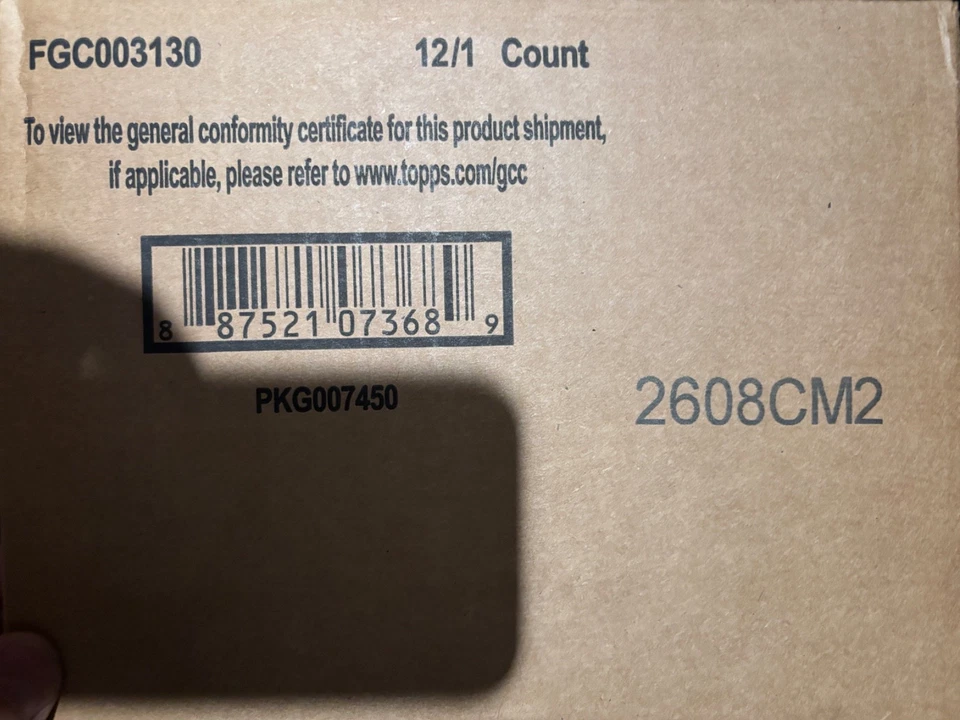 FGC003130 12/1 Count
To view the general conformity certificate for this product shipment,
if applicable, please refer to www.topps.com/gcc
8 87521 07368 9
PKG007450
2608CM2